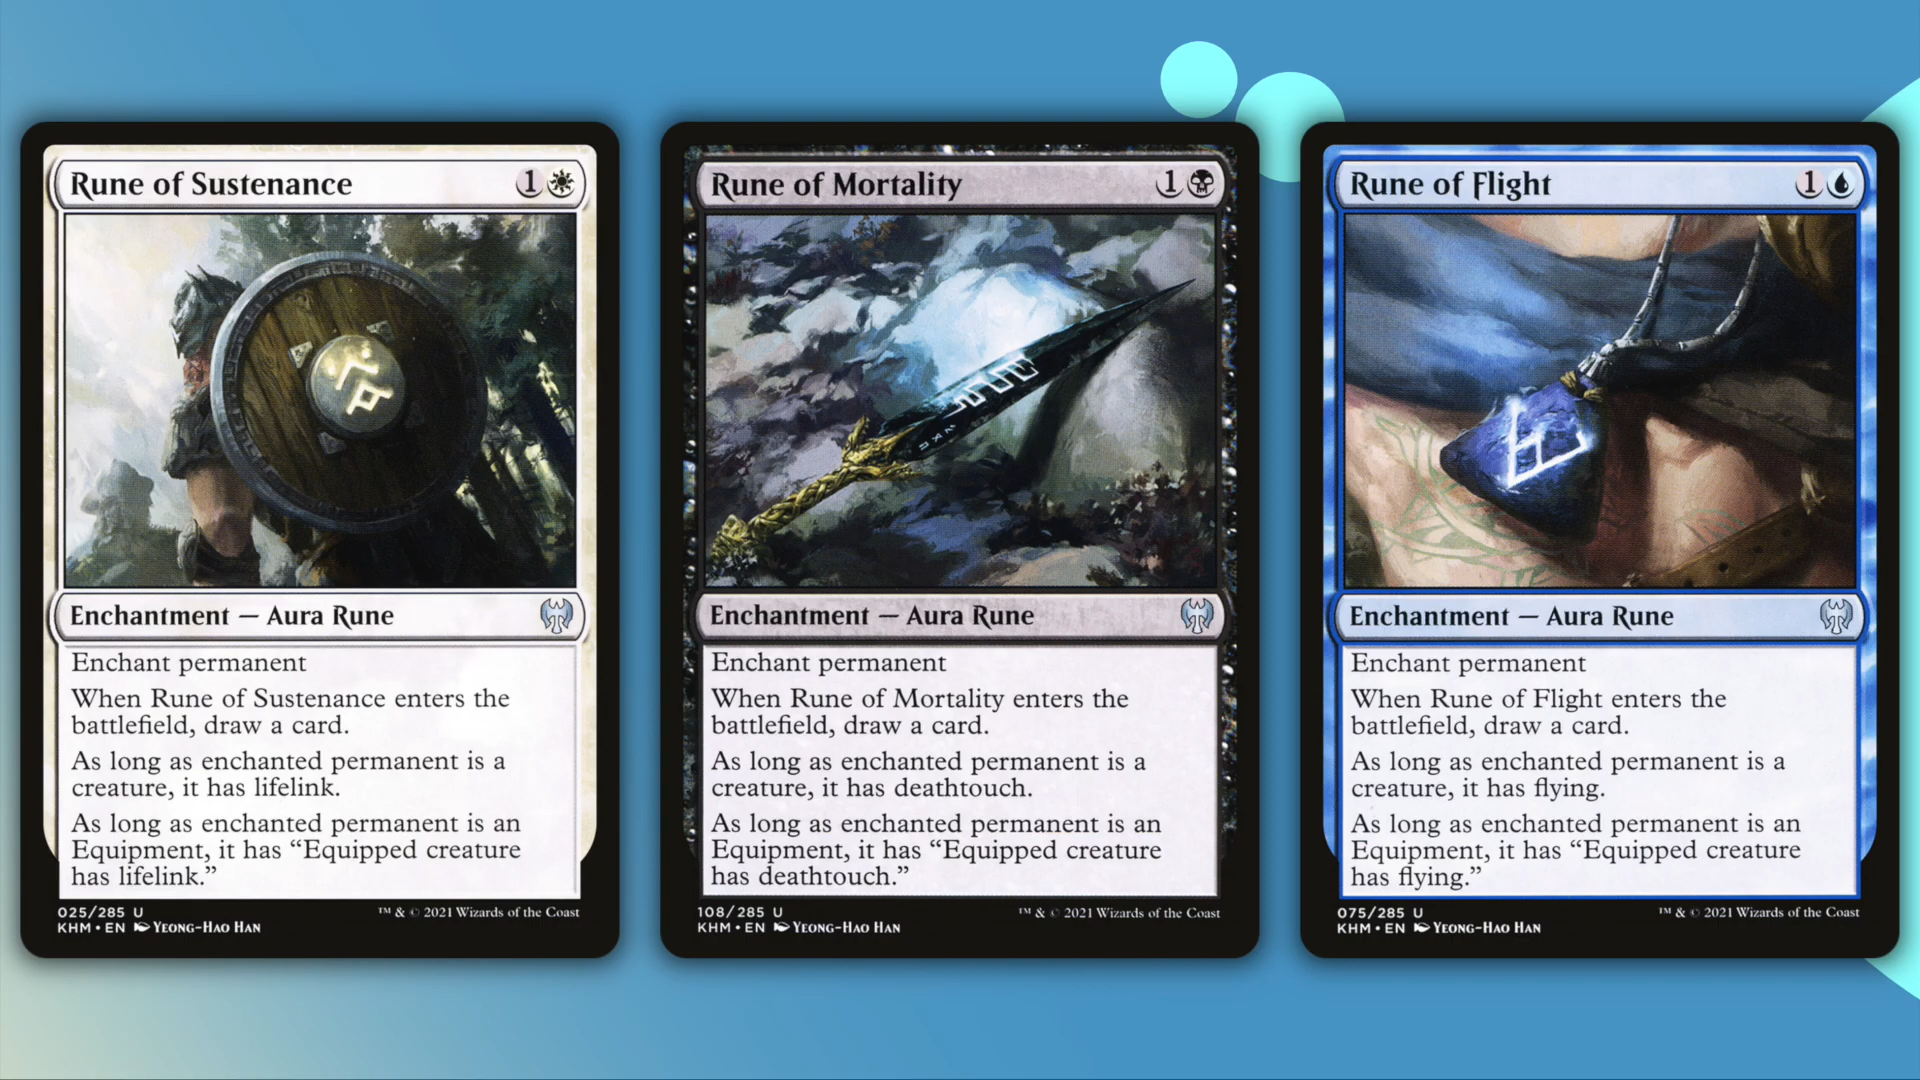 Rune of Sustenance 1
Enchantment — Aura Rune
Enchant permanent
When Rune of Sustenance enters the
battlefield, draw a card.
As long as enchanted permanent is a
creature, it has lifelink.
As long as enchanted permanent is an
Equipment, it has “Equipped creature
has lifelink.”
025/285 U
KHM • EN Yeong-Hao Han
™ & © 2021 Wizards of the Coast
Rune of Mortality 1
Enchantment — Aura Rune
Enchant permanent
When Rune of Mortality enters the
battlefield, draw a card.
As long as enchanted permanent is a
creature, it has deathtouch.
As long as enchanted permanent is an
Equipment, it has “Equipped creature
has deathtouch.”
108/285 U
KHM • EN Yeong-Hao Han
™ & © 2021 Wizards of the Coast
Rune of Flight 1
Enchantment — Aura Rune
Enchant permanent
When Rune of Flight enters the
battlefield, draw a card.
As long as enchanted permanent is a
creature, it has flying.
As long as enchanted permanent is an
Equipment, it has “Equipped creature
has flying.”
075/285 U
KHM • EN Yeong-Hao Han
™ & © 2021 Wizards of the Coast